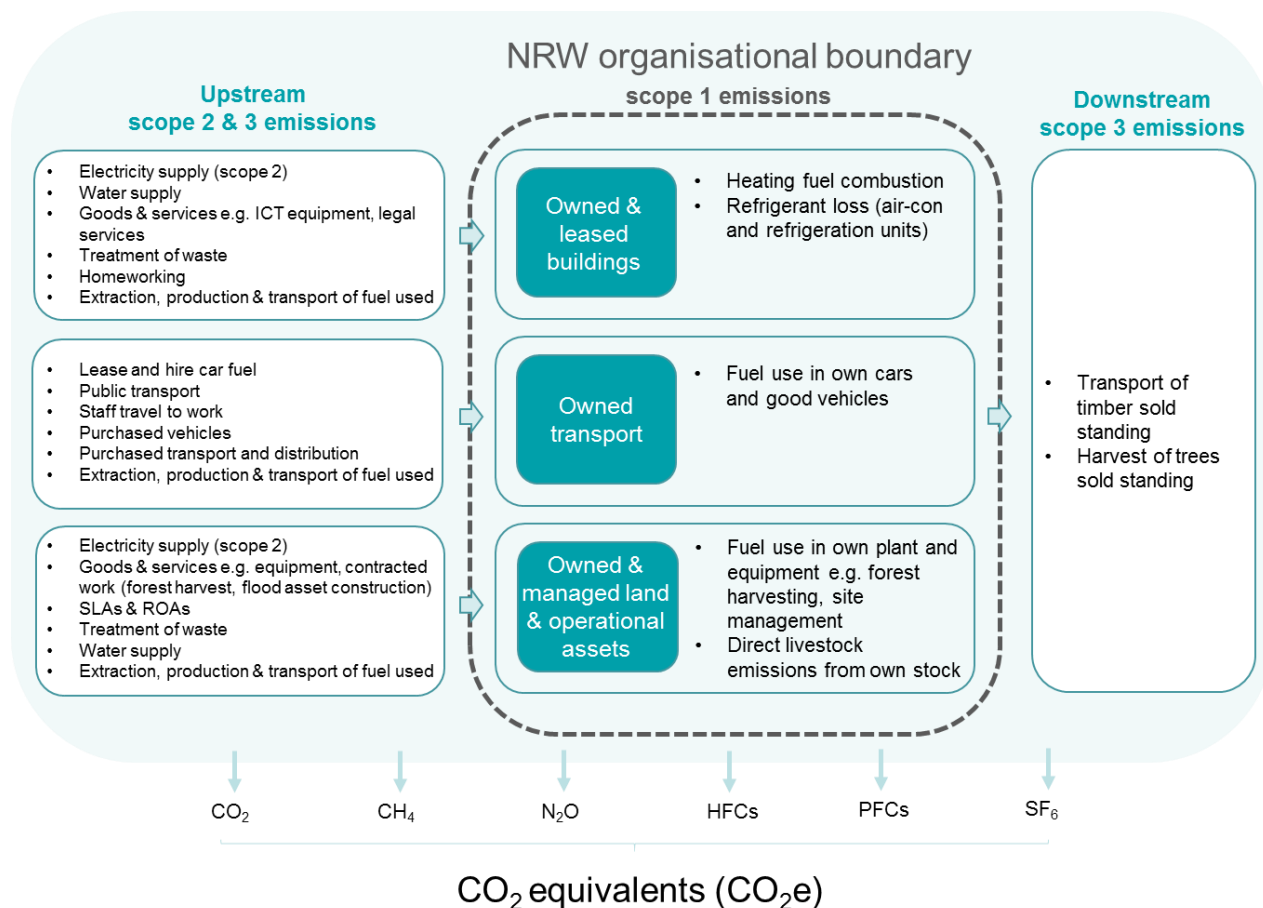 NRW organisational boundary
scope 1 emissions
Upstream
scope 2 & 3 emissions
Downstream
scope 3 emissions
• Electricity supply (scope 2)
• Water supply
• Goods & services e.g. ICT equipment, legal
services
• Treatment of waste
• Homeworking
• Extraction, production & transport of fuel used
Owned &
leased
buildings
• Heating fuel combustion
• Refrigerant loss (air-con
and refrigeration units)
• Lease and hire car fuel
• Public transport
• Staff travel to work
• Purchased vehicles
• Purchased transport and distribution
• Extraction, production & transport of fuel used
Owned
transport
• Fuel use in own cars
and good vehicles
• Electricity supply (scope 2)
• Goods & services e.g. equipment, contracted
work (forest harvest, flood asset construction)
• SLAs & ROAs
• Treatment of waste
• Water supply
• Extraction, production & transport of fuel used
Owned &
managed land
& operational
assets
• Fuel use in own plant and
equipment e.g. forest
harvesting, site
management
• Direct livestock
emissions from own stock
• Transport of
timber sold
standing
• Harvest of trees
sold standing
CO₂
CH₄
N₂O
HFCs
PFCs
SF₆
CO₂ equivalents (CO₂e)